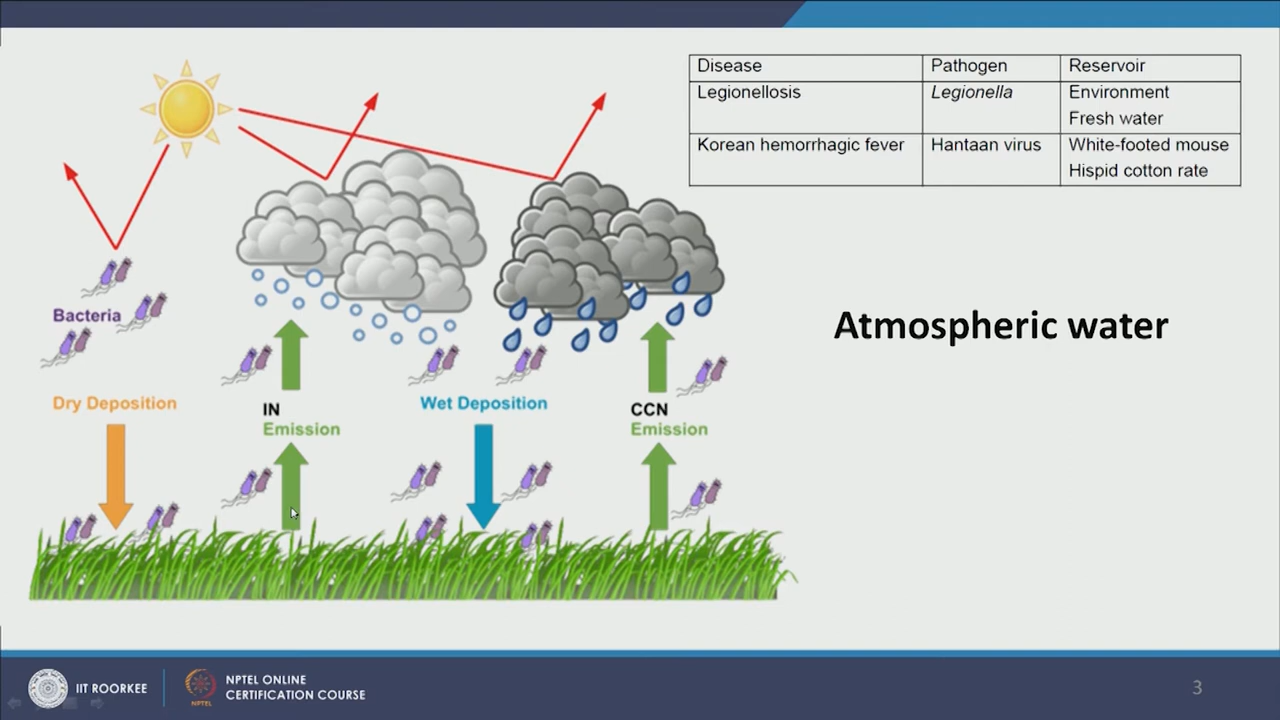 Disease Pathogen Reservoir
Legionellosis Legionella Environment
Fresh water
Korean hemorrhagic fever Hantaan virus White-footed mouse
Hispid cotton rate
Bacteria
Atmospheric water
Dry Deposition
IN
Emission
Wet Deposition
CCN
Emission
IIT ROORKEE
NPTEL
NPTEL ONLINE
CERTIFICATION COURSE
3